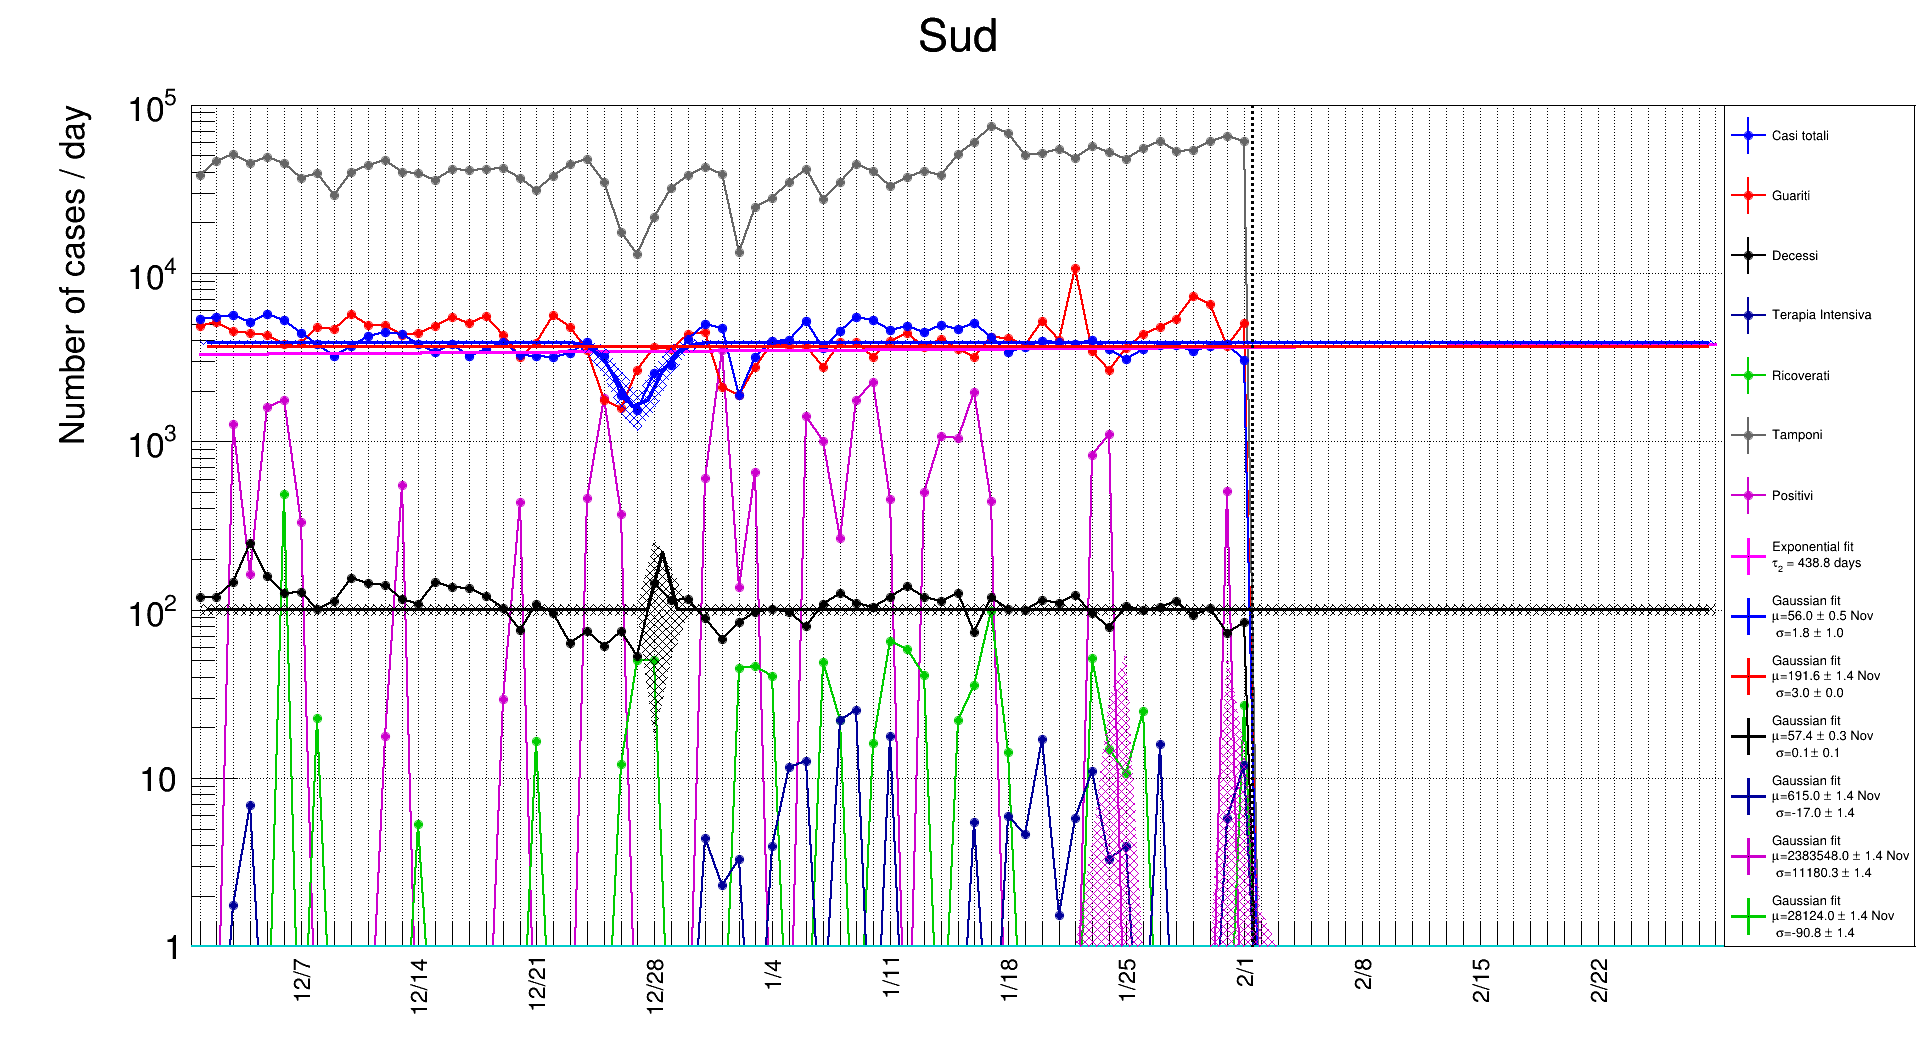 Sud
Number of cases / day
10^5
10^4
10^3
10^2
10
1
12/7
12/14
12/21
12/28
1/4
1/11
1/18
1/25
2/1
2/8
2/15
2/22
Casi totali
Guariti
Decessi
Terapia Intensiva
Ricoverati
Tamponi
Positivi
Exponential fit
τ_2 = 438.8 days
Gaussian fit
μ=56.0 ± 0.5 Nov
σ=1.8 ± 1.0
Gaussian fit
μ=191.6 ± 1.4 Nov
σ=3.0 ± 0.0
Gaussian fit
μ=57.4 ± 0.3 Nov
σ=0.1 ± 0.1
Gaussian fit
μ=615.0 ± 1.4 Nov
σ=-17.0 ± 1.4
Gaussian fit
μ=2383548.0 ± 1.4 Nov
σ=11180.3 ± 1.4
Gaussian fit
μ=28124.0 ± 1.4 Nov
σ=-90.8 ± 1.4